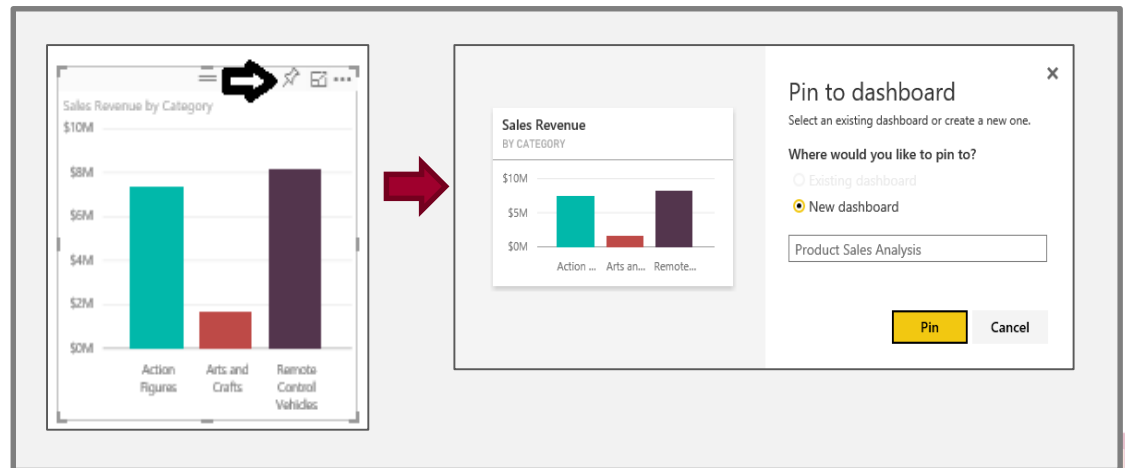 Sales Revenue by Category
$10M
$8M
$6M
$4M
$2M
$0M
Action
Figures
Arts and
Crafts
Remote
Control
Vehicles
Sales Revenue
BY CATEGORY
$10M
$5M
$0M
Action ... Arts an... Remote...
Pin to dashboard
Select an existing dashboard or create a new one.
Where would you like to pin to?
Existing dashboard
New dashboard
Product Sales Analysis
Pin Cancel